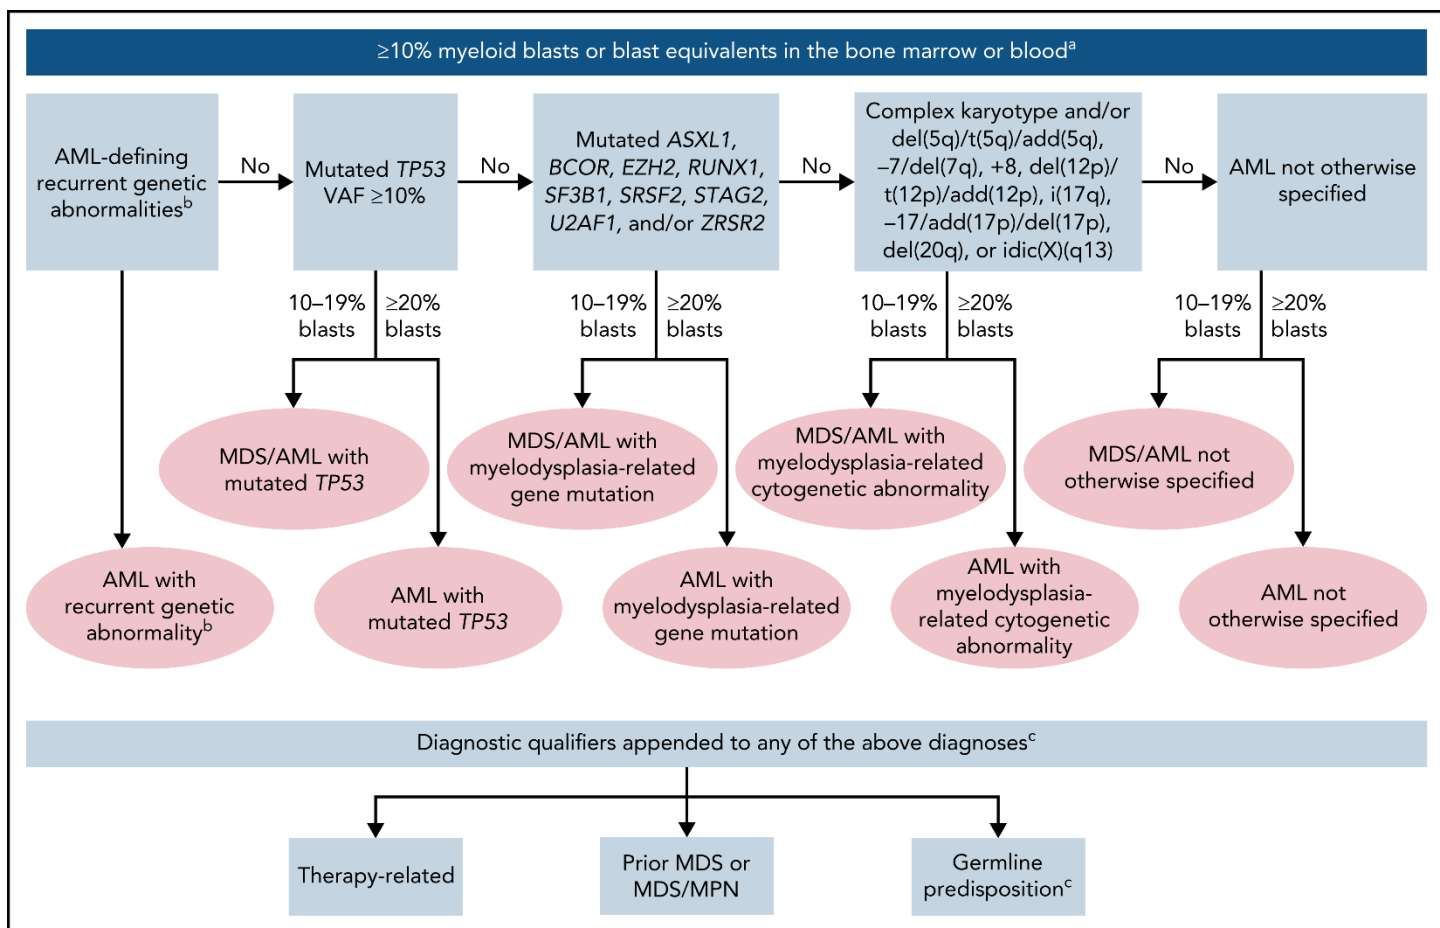 ≥10% myeloid blasts or blast equivalents in the bone marrow or bloodᵃ
AML-defining
recurrent genetic
abnormalitiesᵇ
No
Mutated TP53
VAF ≥10%
No
Mutated ASXL1,
BCOR, EZH2, RUNX1,
SF3B1, SRSF2, STAG2,
U2AF1, and/or ZRSR2
No
Complex karyotype and/or
del(5q)/t(5q)/add(5q),
–7/del(7q), +8, del(12p)/
t(12p)/add(12p), i(17q),
–17/add(17p)/del(17p),
del(20q), or idic(X)(q13)
No
AML not otherwise
specified
10–19%
blasts
≥20%
blasts
10–19%
blasts
≥20%
blasts
10–19%
blasts
≥20%
blasts
10–19%
blasts
≥20%
blasts
MDS/AML with
mutated TP53
MDS/AML with
myelodysplasia-related
gene mutation
MDS/AML with
myelodysplasia-related
cytogenetic abnormality
MDS/AML not
otherwise specified
AML with
recurrent genetic
abnormalityᵇ
AML with
mutated TP53
AML with
myelodysplasia-related
gene mutation
AML with
myelodysplasia-
related cytogenetic
abnormality
AML not
otherwise specified
Diagnostic qualifiers appended to any of the above diagnosesᶜ
Therapy-related
Prior MDS or
MDS/MPN
Germline
predispositionᶜ